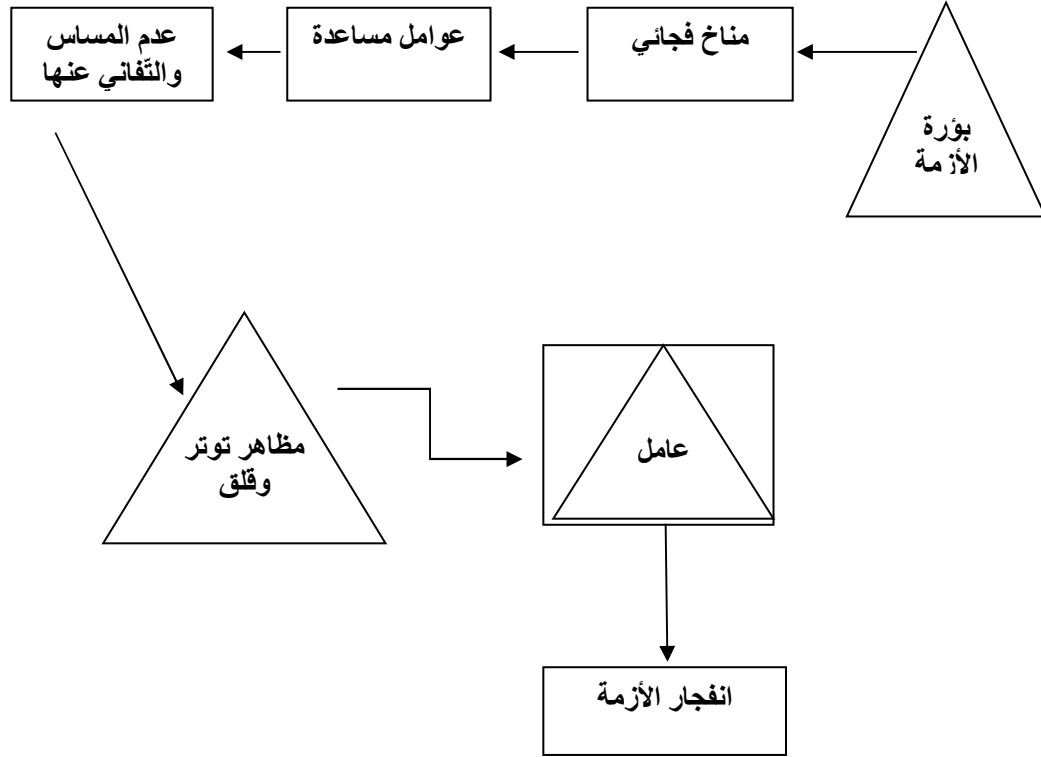 بؤرة
الأزمة
مناخ فجائي
عوامل مساعدة
عدم المساس
والتّفاني عنها
مظاهر توتر
وقلق
عامل
انفجار الأزمة